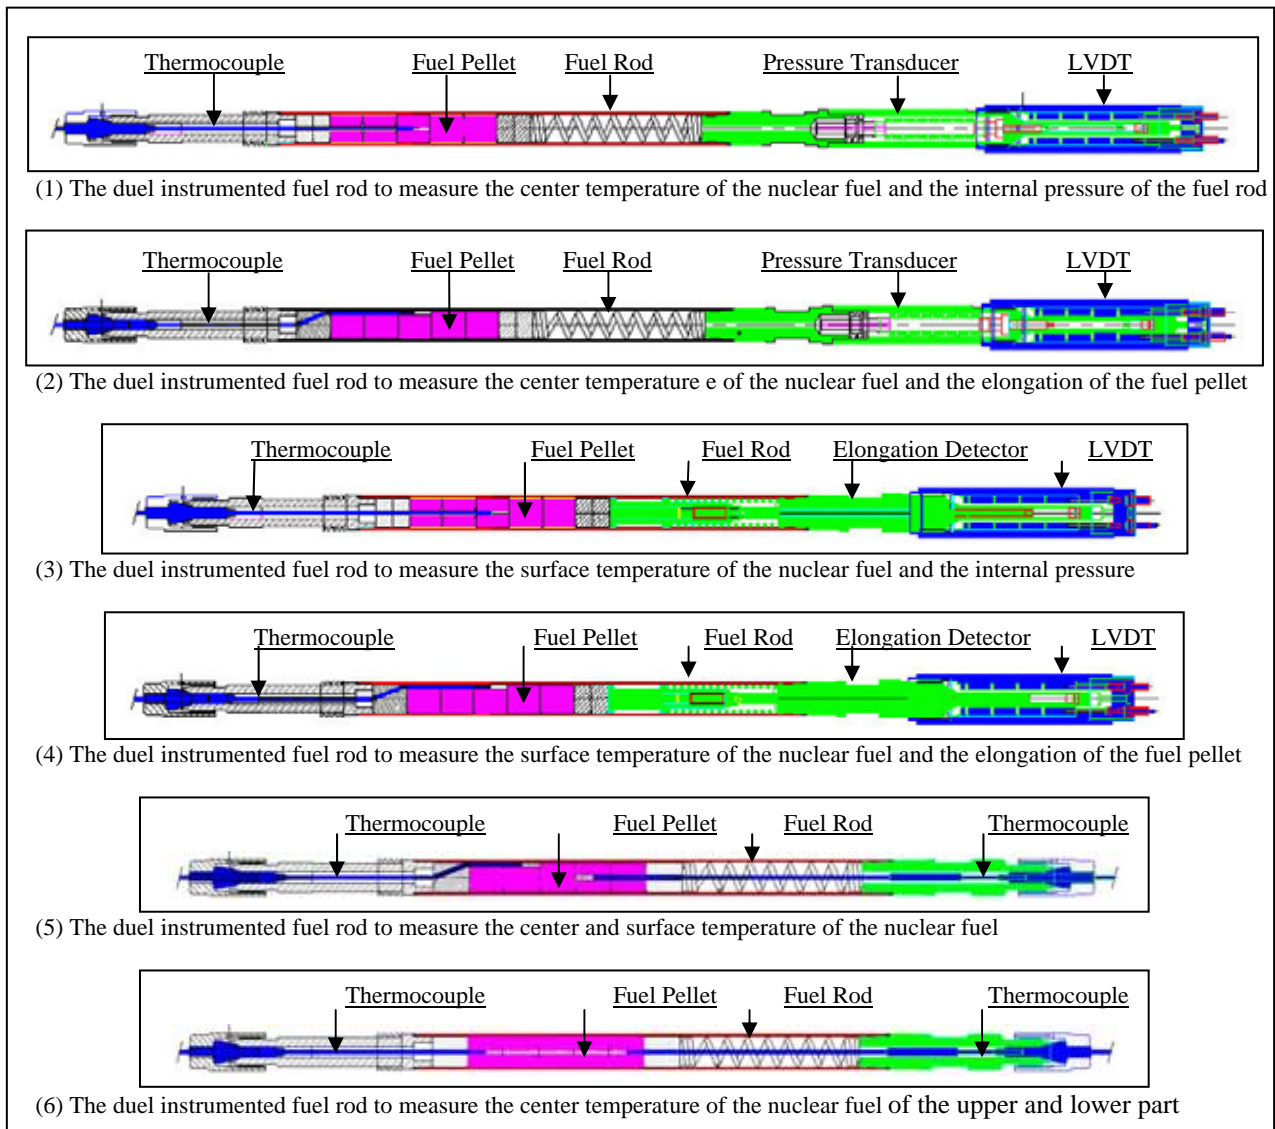 Thermocouple Fuel Pellet Fuel Rod Pressure Transducer LVDT
(1) The duel instrumented fuel rod to measure the center temperature of the nuclear fuel and the internal pressure of the fuel rod
Thermocouple Fuel Pellet Fuel Rod Pressure Transducer LVDT
(2) The duel instrumented fuel rod to measure the center temperature e of the nuclear fuel and the elongation of the fuel pellet
Thermocouple Fuel Pellet Fuel Rod Elongation Detector LVDT
(3) The duel instrumented fuel rod to measure the surface temperature of the nuclear fuel and the internal pressure
Thermocouple Fuel Pellet Fuel Rod Elongation Detector LVDT
(4) The duel instrumented fuel rod to measure the surface temperature of the nuclear fuel and the elongation of the fuel pellet
Thermocouple Fuel Pellet Fuel Rod Thermocouple
(5) The duel instrumented fuel rod to measure the center and surface temperature of the nuclear fuel
Thermocouple Fuel Pellet Fuel Rod Thermocouple
(6) The duel instrumented fuel rod to measure the center temperature of the nuclear fuel of the upper and lower part